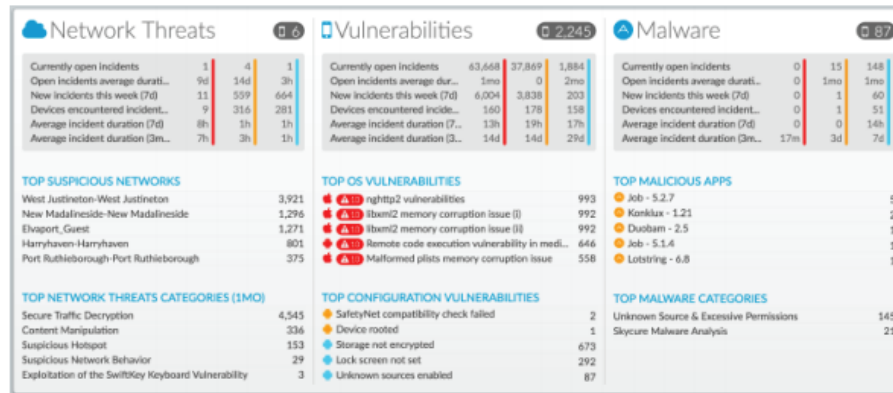 Network Threats
6
Currently open incidents 1 4 1
Open incidents average durati... 9d 14d 3h
New incidents this week (7d) 11 559 664
Devices encountered incident... 9 316 281
Average incident duration (7d) 8h 1h 1h
Average incident duration (3m... 7h 3h 1h
TOP SUSPICIOUS NETWORKS
West Justineton-West Justineton 3,921
New Madalineside-New Madalineside 1,296
Elvaport_Guest 1,271
Harryhaven-Harryhaven 801
Port Ruthieborough-Port Ruthieborough 375
TOP NETWORK THREATS CATEGORIES (1MO)
Secure Traffic Decryption 4,545
Content Manipulation 336
Suspicious Hotspot 153
Suspicious Network Behavior 29
Exploitation of the SwiftKey Keyboard Vulnerability 3
Vulnerabilities
2,245
Currently open incidents 63,668 37,869 1,884
Open incidents average dur... 1mo 0 2mo
New incidents this week (7d) 6,004 3,838 203
Devices encountered incide... 160 178 158
Average incident duration (7... 13h 19h 17h
Average incident duration (3... 14d 14d 29d
TOP OS VULNERABILITIES
10 nghttp2 vulnerabilities 993
10 libxml2 memory corruption issue (i) 992
10 libxml2 memory corruption issue (ii) 992
10 Remote code execution vulnerability in medi... 646
10 Malformed plists memory corruption issue 558
TOP CONFIGURATION VULNERABILITIES
SafetyNet compatibility check failed 2
Device rooted 1
Storage not encrypted 673
Lock screen not set 292
Unknown sources enabled 87
Malware
87
Currently open incidents 0 15 148
Open incidents average durati... 0 1mo 1mo
New incidents this week (7d) 0 1 60
Devices encountered incident... 0 1 51
Average incident duration (7d) 0 0 14h
Average incident duration (3m... 17m 3d 7d
TOP MALICIOUS APPS
Job - 5.2.7
Konklux - 1.21
Duobam - 2.5
Job - 5.1.4
Lotstring - 6.8
TOP MALWARE CATEGORIES
Unknown Source & Excessive Permissions 145
Skycure Malware Analysis 21